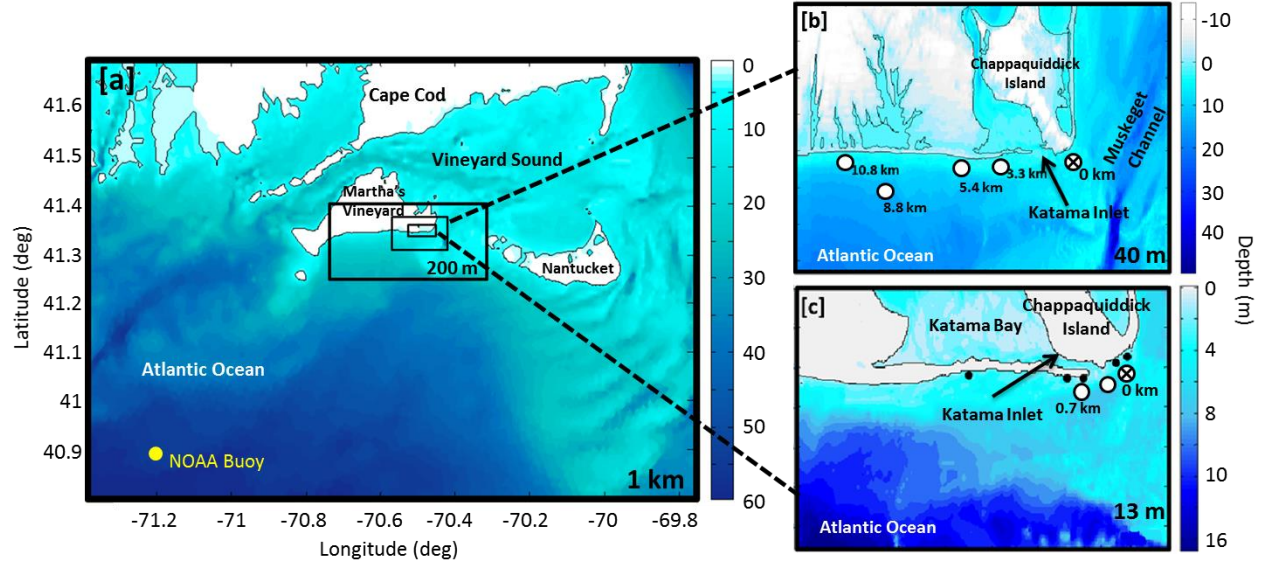 [a]
Cape Cod
Vineyard Sound
Martha's
Vineyard
200 m
Nantucket
Atlantic Ocean
NOAA Buoy
1 km
41.6
41.5
41.4
41.3
41.2
41.1
41
40.9
Latitude (deg)
-71.2
-71
-70.8
-70.6
-70.4
-70.2
-70
-69.8
Longitude (deg)
0
10
20
30
40
50
60
[b]
Chappaquiddick
Island
Muskeget
Channel
10.8 km
8.8 km
5.4 km
3.3 km
0 km
Katama Inlet
Atlantic Ocean
40 m
-10
0
10
20
30
40
Depth (m)
[c]
Chappaquiddick
Island
Katama Bay
Katama Inlet
0.7 km
0 km
13 m
Atlantic Ocean
0
4
6
8
10
16